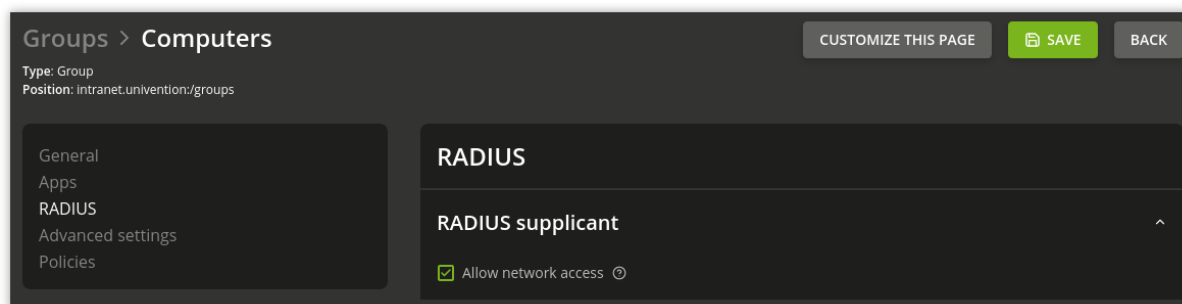 Groups > Computers
CUSTOMIZE THIS PAGE
SAVE
BACK
Type: Group
Position: intranet.univention:/groups
General
Apps
RADIUS
Advanced settings
Policies
RADIUS
RADIUS supplicant
Allow network access